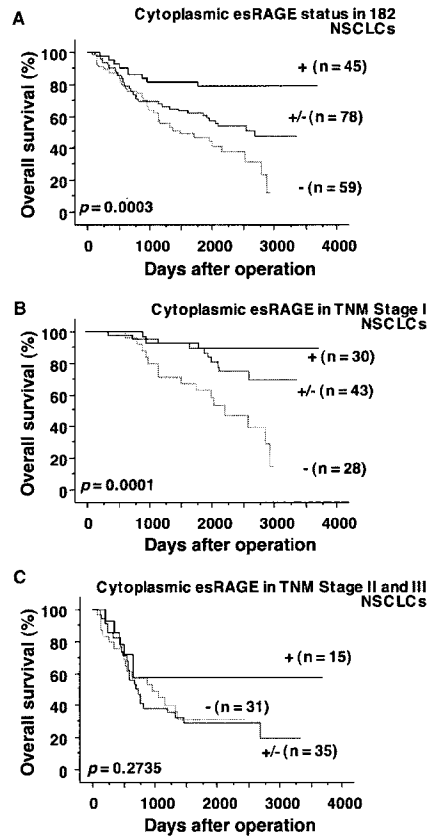 A
Cytoplasmic esRAGE status in 182
NSCLCs
Overall survival (%)
100
80
60
40
20
0
+ (n = 45)
+/- (n = 78)
- (n = 59)
p = 0.0003
0 1000 2000 3000 4000
Days after operation
B
Cytoplasmic esRAGE in TNM Stage I
NSCLCs
Overall survival (%)
100
80
60
40
20
0
+ (n = 30)
+/- (n = 43)
- (n = 28)
p = 0.0001
0 1000 2000 3000 4000
Days after operation
C
Cytoplasmic esRAGE in TNM Stage II and III
NSCLCs
Overall survival (%)
100
80
60
40
20
0
+ (n = 15)
- (n = 31)
+/- (n = 35)
p = 0.2735
0 1000 2000 3000 4000
Days after operation